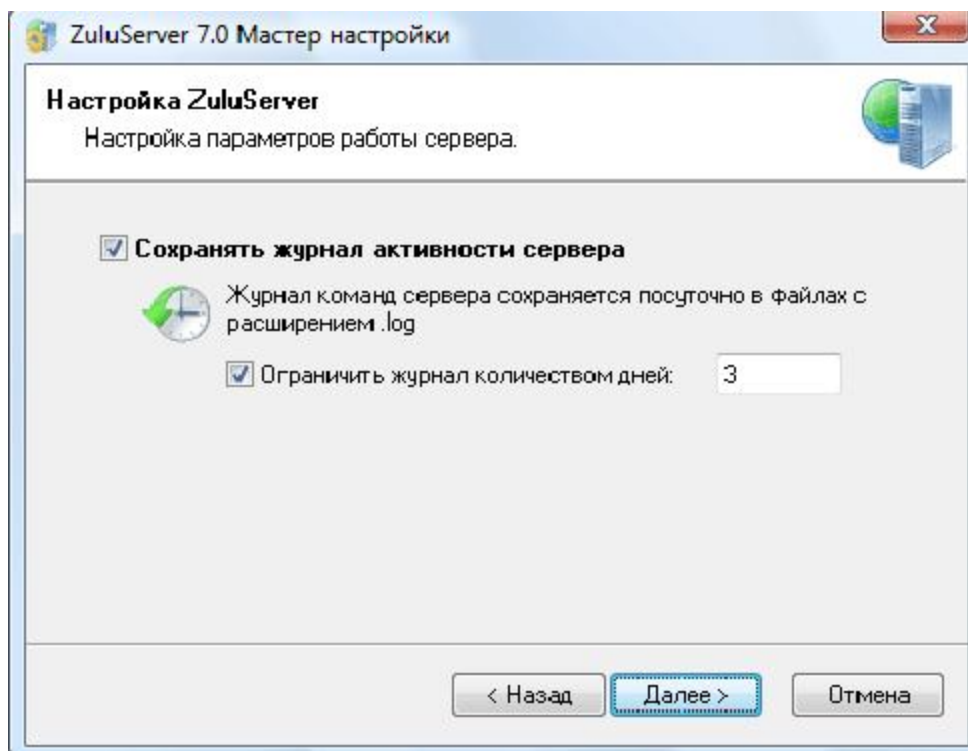 ZuluServer 7.0 Мастер настройки
Настройка ZuluServer
Настройка параметров работы сервера.
Сохранять журнал активности сервера
Журнал команд сервера сохраняется посуточно в файлах с
расширением .log
Ограничить журнал количеством дней: 3
< Назад Далее > Отмена